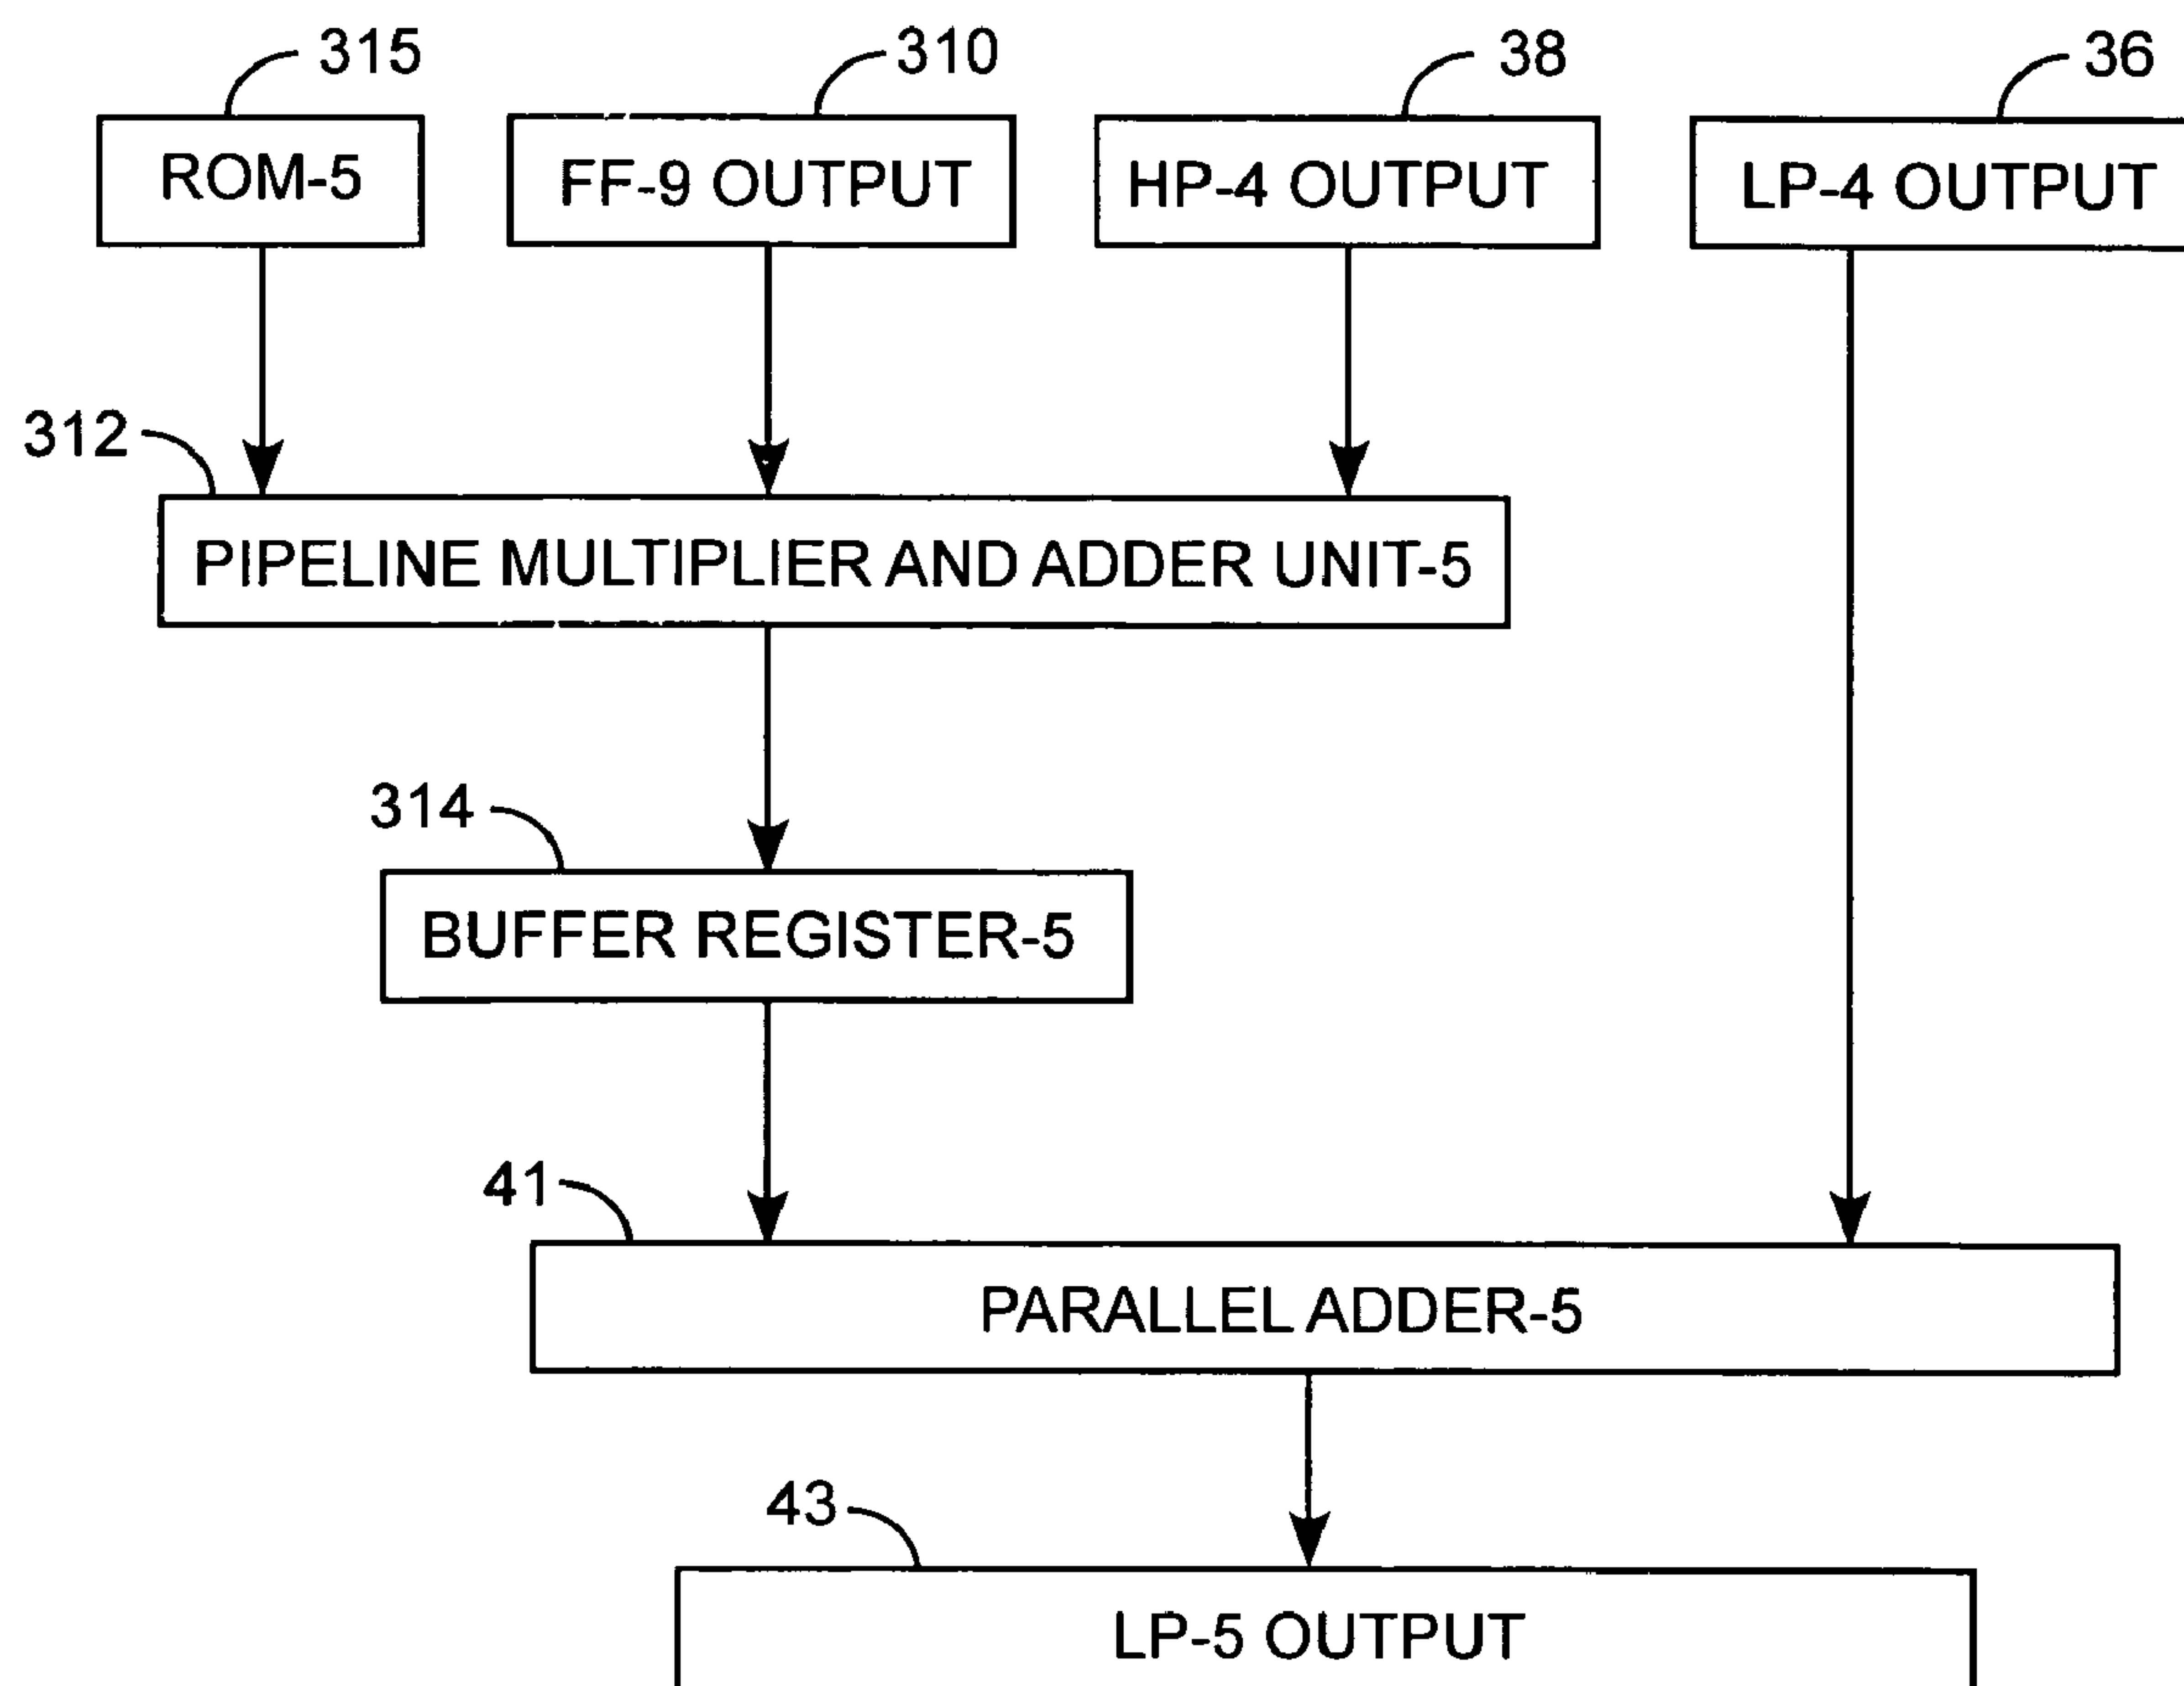 315
310
38
36
ROM-5
FF-9 OUTPUT
HP-4 OUTPUT
LP-4 OUTPUT
312
PIPELINE MULTIPLIER AND ADDER UNIT-5
314
BUFFER REGISTER-5
41
PARALLEL ADDER-5
43
LP-5 OUTPUT